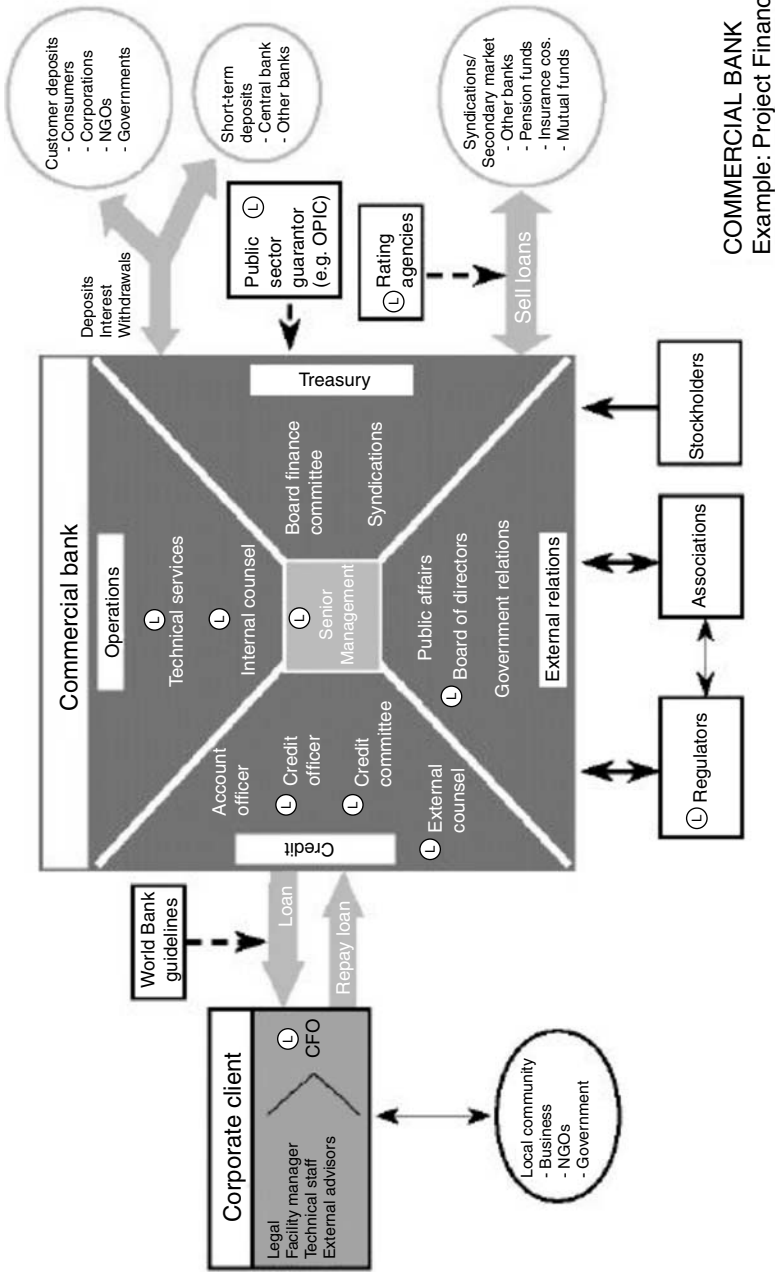 Commercial bank
Corporate client
Legal
Facility manager
Technical staff
External advisors
L
CFO
Local community
- Business
- NGOs
- Government
World Bank
guidelines
Loan
Repay loan
Credit
Account
officer
L Credit
officer
L Credit
committee
L External
counsel
Operations
L
Technical services
L
Internal counsel
L
Senior
Management
Public affairs
L Board of directors
Government relations
External relations
Board finance
committee
Syndications
Treasury
Deposits
Interest
Withdrawals
Customer deposits
- Consumers
- Corporations
- NGOs
- Governments
Short-term
deposits
- Central bank
- Other banks
Public L
sector
guarantor
(e.g. OPIC)
L Rating
agencies
Sell loans
Syndications/
Secondary market
- Other banks
- Pension funds
- Insurance cos.
- Mutual funds
L Regulators
Associations
Stockholders
COMMERCIAL BANK
Example: Project Financ